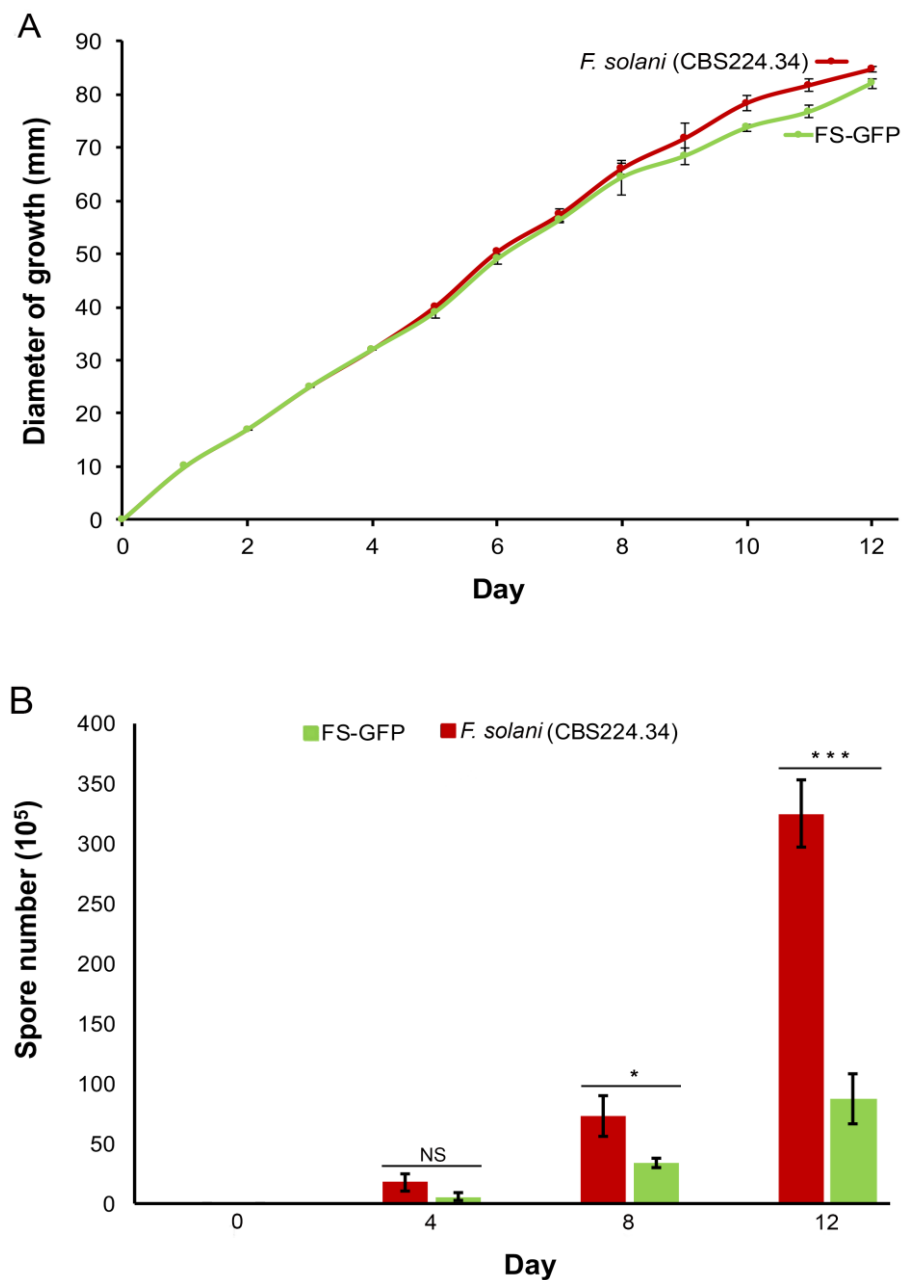 A
90
80
70
60
50
40
30
20
10
0
Diameter of growth (mm)
F. solani (CBS224.34)
FS-GFP
0 2 4 6 8 10 12
Day
B
400
350
300
250
200
150
100
50
0
Spore number (10⁵)
FS-GFP F. solani (CBS224.34)
NS
*
* * *
0 4 8 12
Day